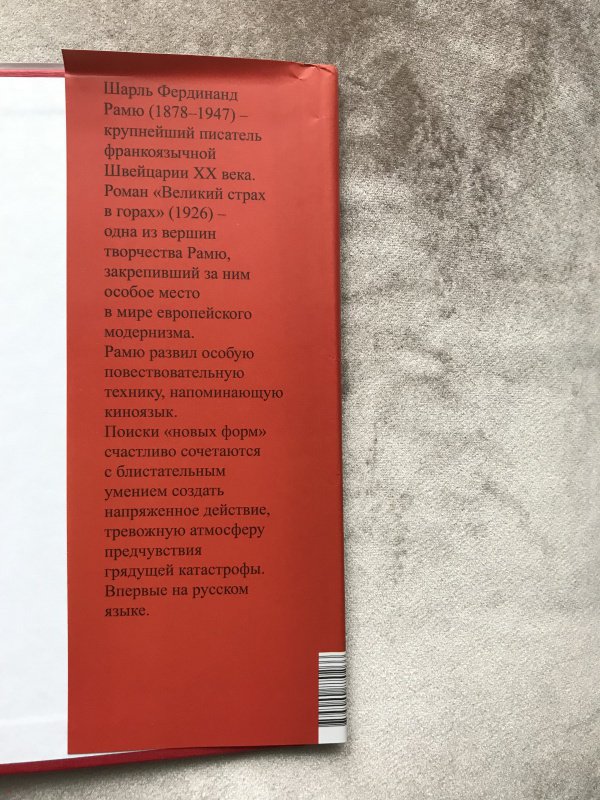 Шарль Фердинанд
Рамю (1878–1947) –
крупнейший писатель
франкоязычной
Швейцарии XX века.
Роман «Великий страх
в горах» (1926) –
одна из вершин
творчества Рамю,
закрепивший за ним
особое место
в мире европейского
модернизма.
Рамю развил особую
повествовательную
технику, напоминающую
киноязык.
Поиски «новых форм»
счастливо сочетаются
с блистательным
умением создать
напряженное действие,
тревожную атмосферу
предчувствия
грядущей катастрофы.
Впервые на русском
языке.